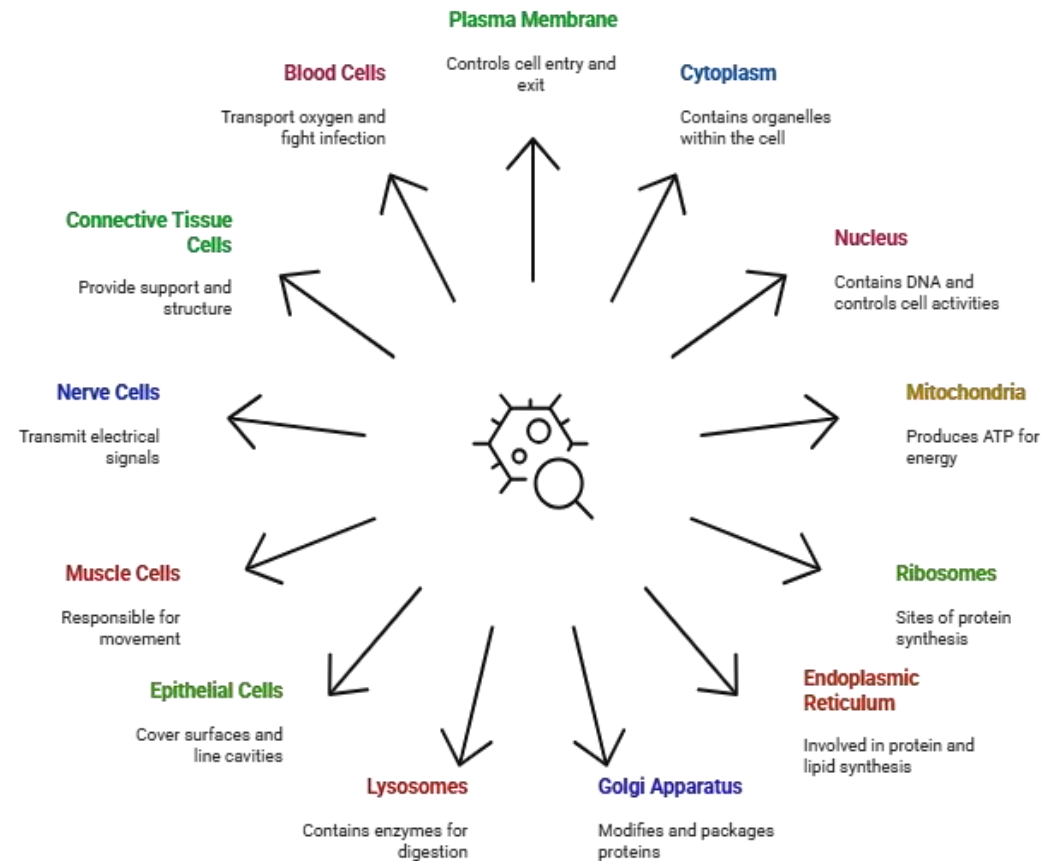 Plasma Membrane
Controls cell entry and
exit
Cytoplasm
Contains organelles
within the cell
Nucleus
Contains DNA and
controls cell activities
Mitochondria
Produces ATP for
energy
Ribosomes
Sites of protein
synthesis
Endoplasmic
Reticulum
Involved in protein and
lipid synthesis
Golgi Apparatus
Modifies and packages
proteins
Lysosomes
Contains enzymes for
digestion
Epithelial Cells
Cover surfaces and
line cavities
Muscle Cells
Responsible for
movement
Nerve Cells
Transmit electrical
signals
Connective Tissue
Cells
Provide support and
structure
Blood Cells
Transport oxygen and
fight infection